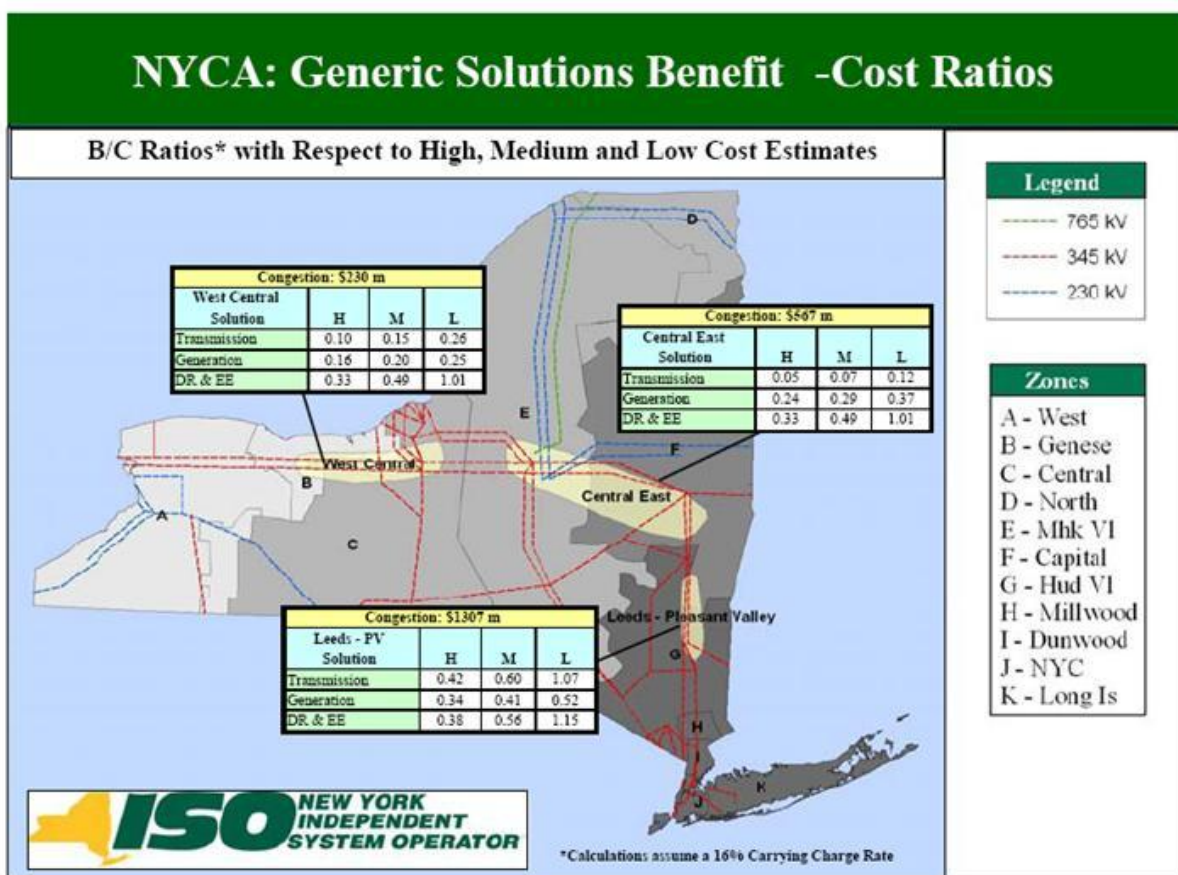 NYCA: Generic Solutions Benefit -Cost Ratios
B/C Ratios* with Respect to High, Medium and Low Cost Estimates
Legend
765 kV
345 kV
230 kV
Zones
A - West
B - Genese
C - Central
D - North
E - Mhk Vl
F - Capital
G - Hud Vl
H - Millwood
I - Dunwood
J - NYC
K - Long Is
Congestion: $230 m
West Central
Solution H M L
Transmission 0.10 0.15 0.26
Generation 0.16 0.20 0.25
DR & EE 0.33 0.49 1.01
Congestion: $567 m
Central East
Solution H M L
Transmission 0.05 0.07 0.12
Generation 0.24 0.29 0.37
DR & EE 0.33 0.49 1.01
Congestion: $1307 m
Leeds - PV
Solution H M L
Transmission 0.42 0.60 1.07
Generation 0.34 0.41 0.52
DR & EE 0.38 0.56 1.15
D
E
F
West Central
B
Central East
A
C
Leeds - Pleasant Valley
G
H
I
K
J
ISO NEW YORK
INDEPENDENT
SYSTEM OPERATOR
*Calculations assume a 16% Carrying Charge Rate